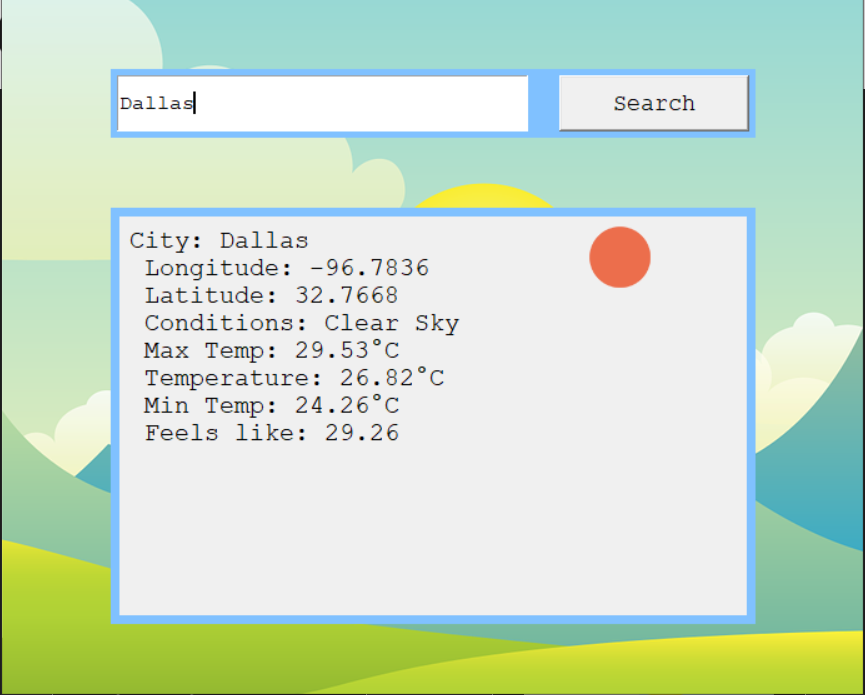 Dallas
Search
City: Dallas
Longitude: -96.7836
Latitude: 32.7668
Conditions: Clear Sky
Max Temp: 29.53°C
Temperature: 26.82°C
Min Temp: 24.26°C
Feels like: 29.26